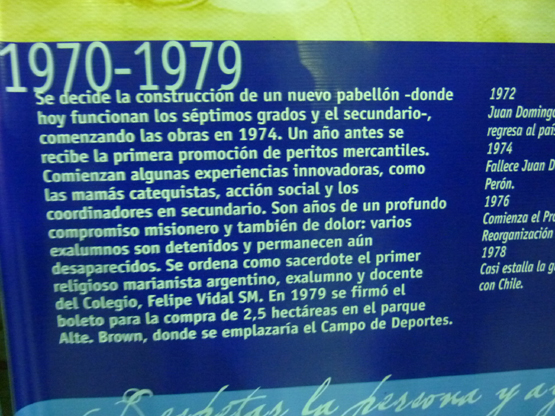 1970-1979
Se decide la construcción de un nuevo pabellón -donde
hoy funcionan los séptimos grados y el secundario-,
comenzando las obras en 1974. Un año antes se
recibe la primera promoción de peritos mercantiles.
Comienzan algunas experiencias innovadoras, como
las mamás catequistas, acción social y los
coordinadores en secundario. Son años de un profundo
compromiso misionero y también de dolor: varios
exalumnos son detenidos y permanecen aún
desaparecidos. Se ordena como sacerdote el primer
religioso marianista argentino, exalumno y docente
del Colegio, Felipe Vidal SM. En 1979 se firmó el
boleto para la compra de 2,5 hectáreas en el parque
Alte. Brown, donde se emplazaría el Campo de Deportes.
1972
Juan Doming
regresa al paí
1974
Fallece Juan D
Perón.
1976
Comienza el Pr
Reorganización
1978
Casi estalla la g
con Chile.
Respetar la persona y a